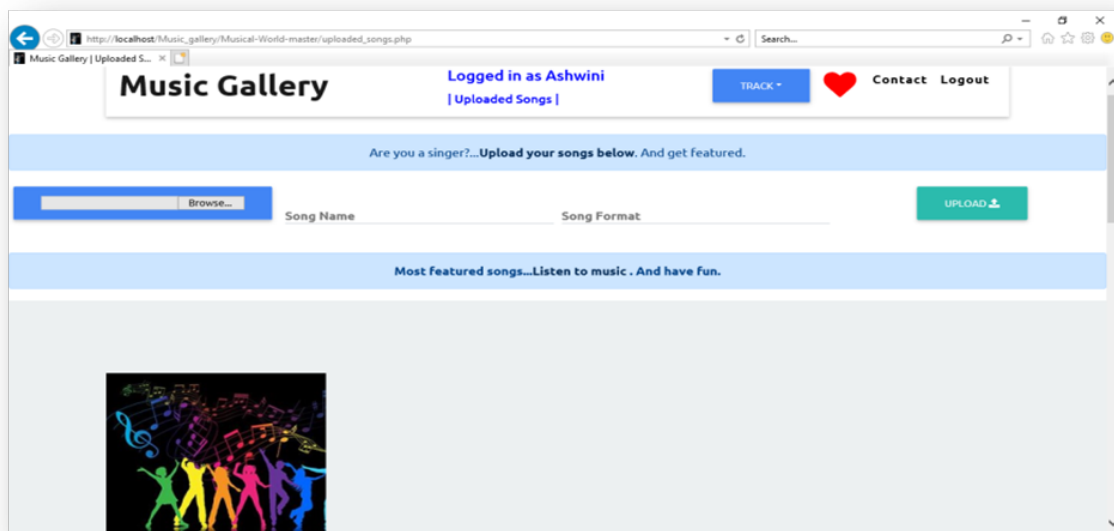 http://localhost/Music_gallery/Musical-World-master/uploaded_songs.php
Search...
Music Gallery | Uploaded S...
Music Gallery
Logged in as Ashwini
| Uploaded Songs |
TRACK
Contact Logout
Are you a singer?...Upload your songs below. And get featured.
Browse...
Song Name
Song Format
UPLOAD
Most featured songs...Listen to music . And have fun.